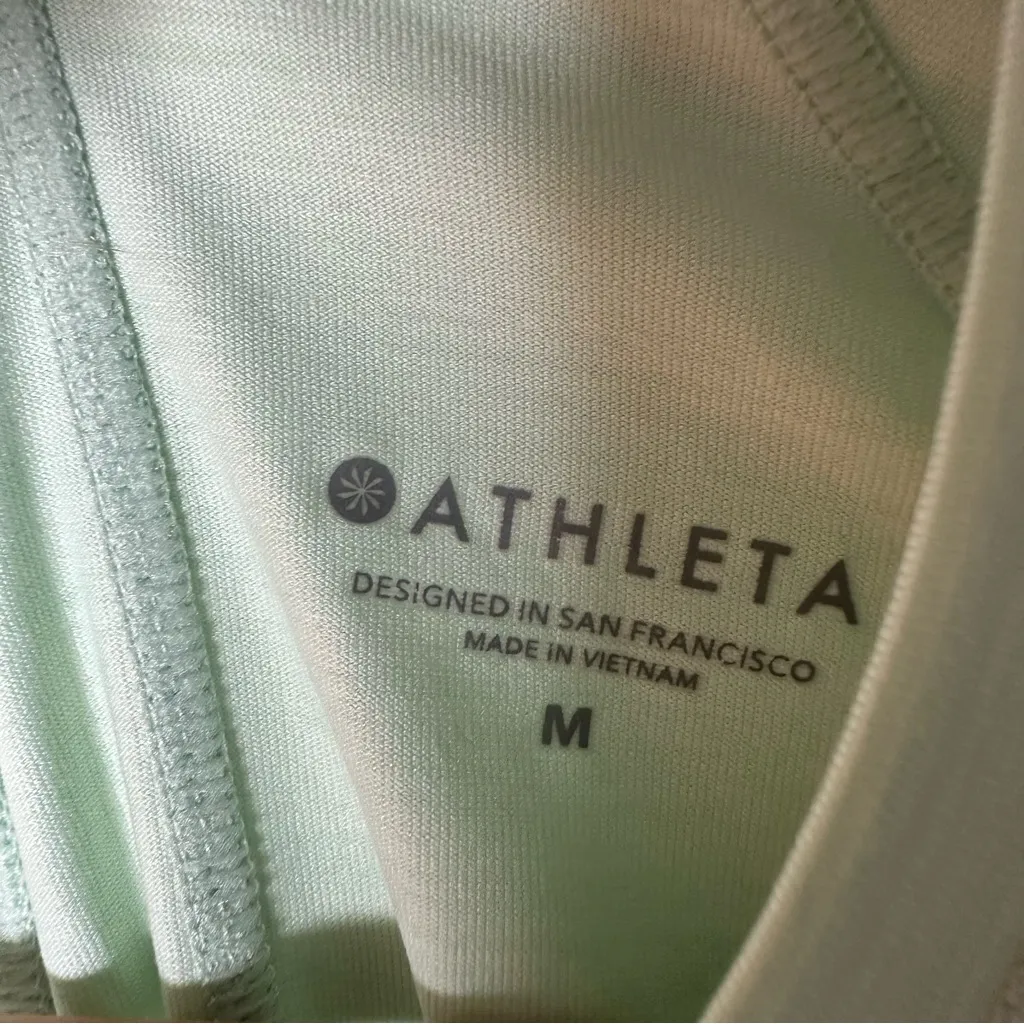 ATHLETA
DESIGNED IN SAN FRANCISCO
MADE IN VIETNAM
M